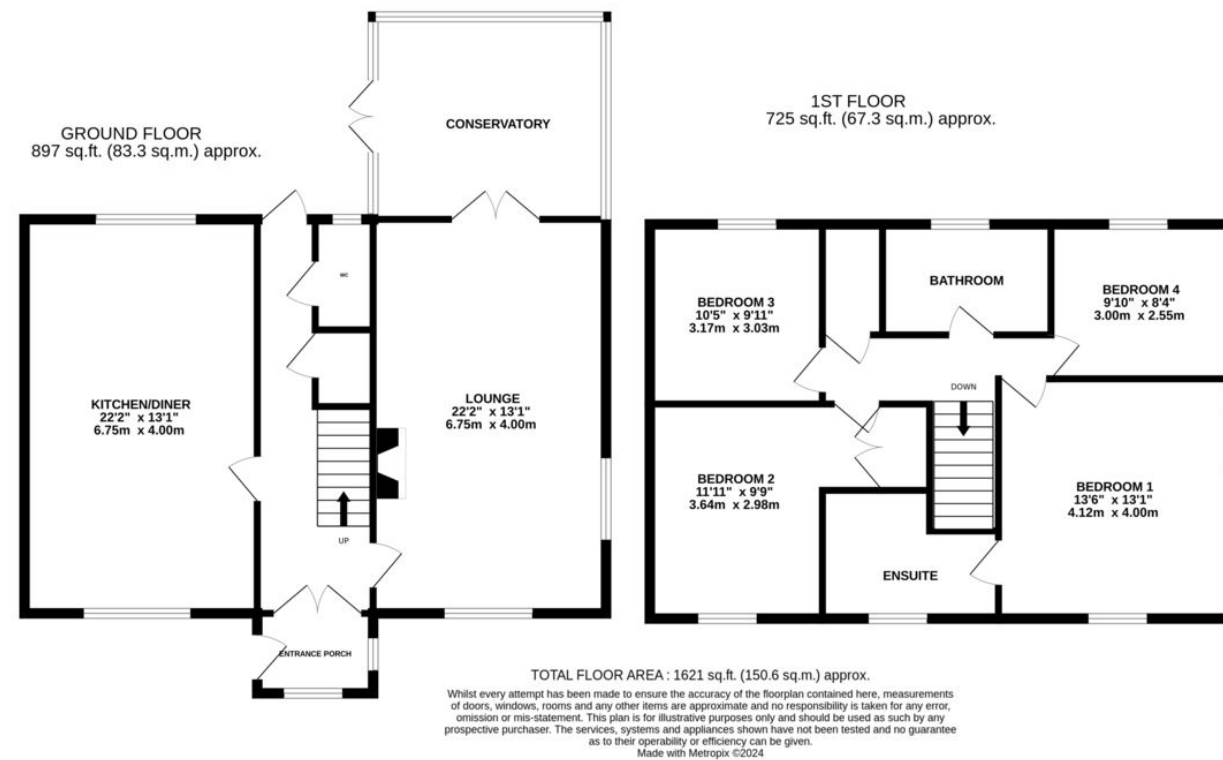 GROUND FLOOR
897 sq.ft. (83.3 sq.m.) approx.
CONSERVATORY
WC
KITCHEN/DINER
22'2" x 13'1"
6.75m x 4.00m
LOUNGE
22'2" x 13'1"
6.75m x 4.00m
UP
ENTRANCE PORCH
1ST FLOOR
725 sq.ft. (67.3 sq.m.) approx.
BEDROOM 3
10'5" x 9'11"
3.17m x 3.03m
BATHROOM
BEDROOM 4
9'10" x 8'4"
3.00m x 2.55m
DOWN
BEDROOM 2
11'11" x 9'9"
3.64m x 2.98m
BEDROOM 1
13'6" x 13'1"
4.12m x 4.00m
ENSUITE
TOTAL FLOOR AREA : 1621 sq.ft. (150.6 sq.m.) approx.
Whilst every attempt has been made to ensure the accuracy of the floorplan contained here, measurements
of doors, windows, rooms and any other items are approximate and no responsibility is taken for any error,
omission or mis-statement. This plan is for illustrative purposes only and should be used as such by any
prospective purchaser. The services, systems and appliances shown have not been tested and no guarantee
as to their operability or efficiency can be given.
Made with Metropix ©2024